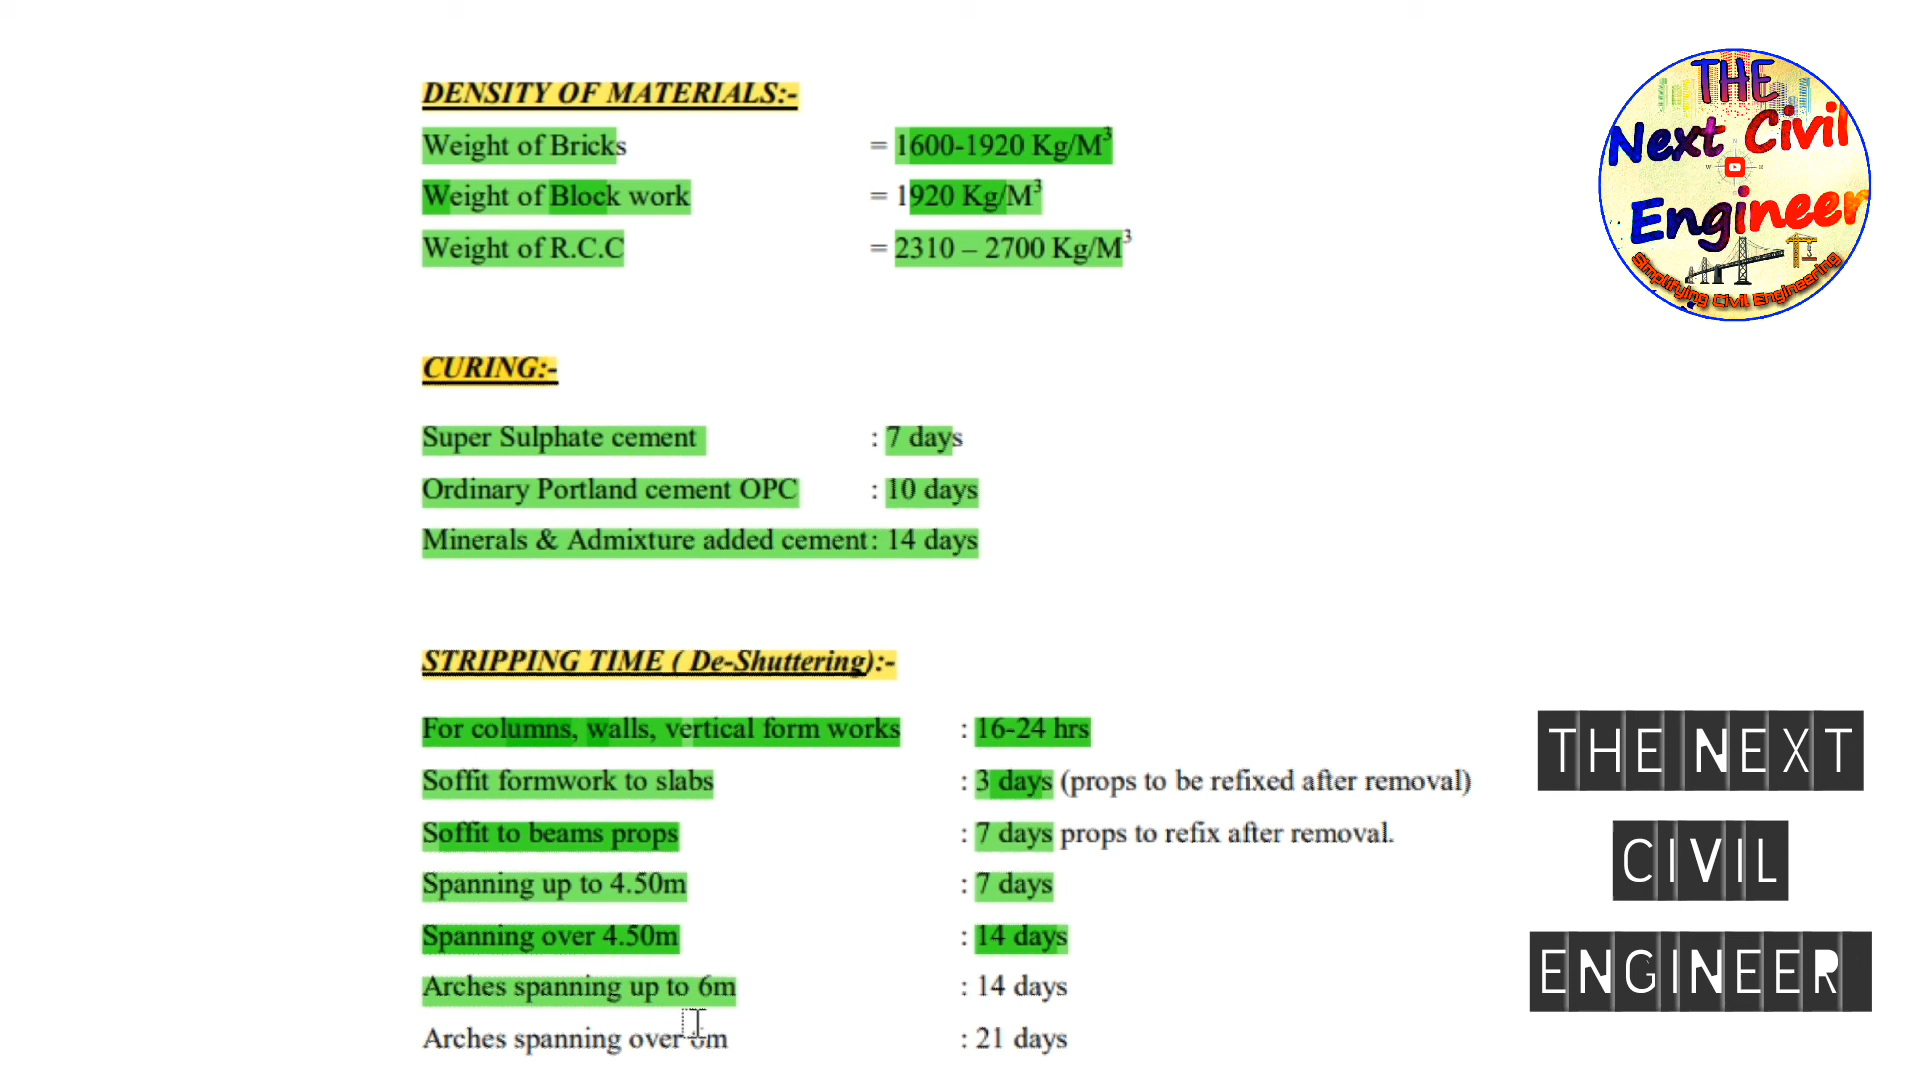 DENSITY OF MATERIALS:-
Weight of Bricks = 1600-1920 Kg/M³
Weight of Block work = 1920 Kg/M³
Weight of R.C.C = 2310 – 2700 Kg/M³
CURING:-
Super Sulphate cement : 7 days
Ordinary Portland cement OPC : 10 days
Minerals & Admixture added cement: 14 days
STRIPPING TIME ( De-Shuttering):-
For columns, walls, vertical form works : 16-24 hrs
Soffit formwork to slabs : 3 days (props to be refixed after removal)
Soffit to beams props : 7 days props to refix after removal.
Spanning up to 4.50m : 7 days
Spanning over 4.50m : 14 days
Arches spanning up to 6m : 14 days
Arches spanning over 6m : 21 days
THE
Next Civil
Engineer
Simplifying Civil Engineering
THE NEXT
CIVIL
ENGINEER